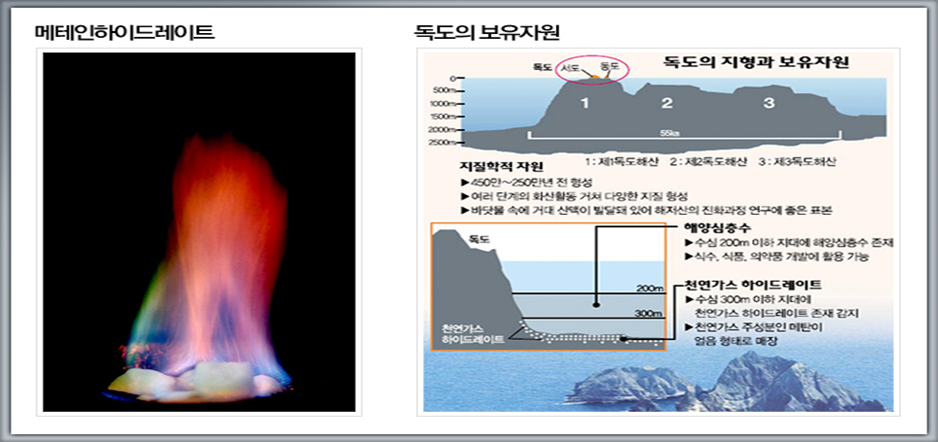 메테인하이드레이트
독도의 보유자원
독도의 지형과 보유자원
독도 서도 동도
0
500m
1000m
1500m
2000m
2500m
1 2 3
55km
1 : 제1독도해산 2 : 제2독도해산 3 : 제3독도해산
지질학적 자원
▶450만~250만년 전 형성
▶여러 단계의 화산활동 거쳐 다양한 지질 형성
▶바닷물 속에 거대 산맥이 발달돼 있어 해저산의 진화과정 연구에 좋은 표본
독도
200m
300m
천연가스
하이드레이트
해양심층수
▶수심 200m 이하 지대에 해양심층수 존재
▶식수, 식품, 의약품 개발에 활용 가능
천연가스 하이드레이트
▶수심 300m 이하 지대에
천연가스 하이드레이트 존재 감지
▶천연가스 주성분인 메탄이
얼음 형태로 매장